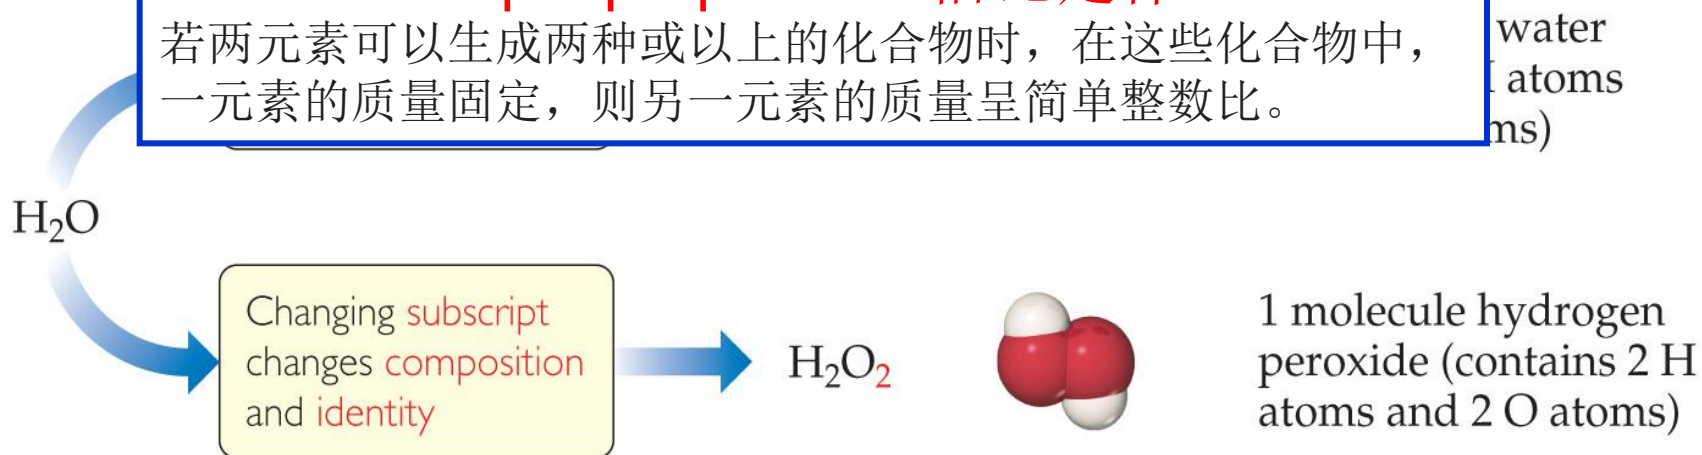 若两元素可以生成两种或以上的化合物时，在这些化合物中，
一元素的质量固定，则另一元素的质量呈简单整数比。
water
atoms
H₂O
Changing subscript
changes composition
and identity
H₂O₂
1 molecule hydrogen
peroxide (contains 2 H
atoms and 2 O atoms)